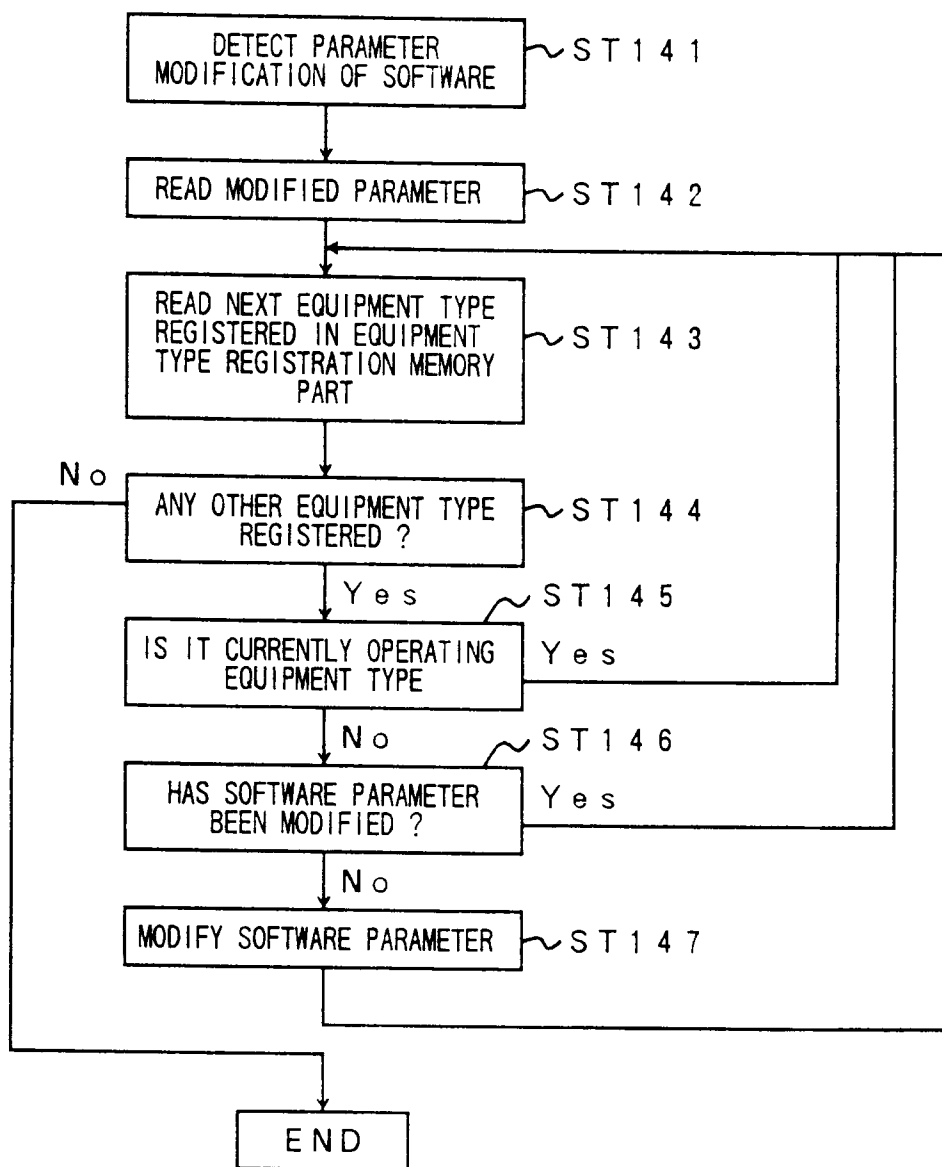 DETECT PARAMETER
MODIFICATION OF SOFTWARE
ST141
READ MODIFIED PARAMETER
ST142
READ NEXT EQUIPMENT TYPE
REGISTERED IN EQUIPMENT
TYPE REGISTRATION MEMORY
PART
ST143
No
ANY OTHER EQUIPMENT TYPE
REGISTERED ?
ST144
Yes
ST145
IS IT CURRENTLY OPERATING
EQUIPMENT TYPE
Yes
No
ST146
HAS SOFTWARE PARAMETER
BEEN MODIFIED ?
Yes
No
MODIFY SOFTWARE PARAMETER
ST147
END